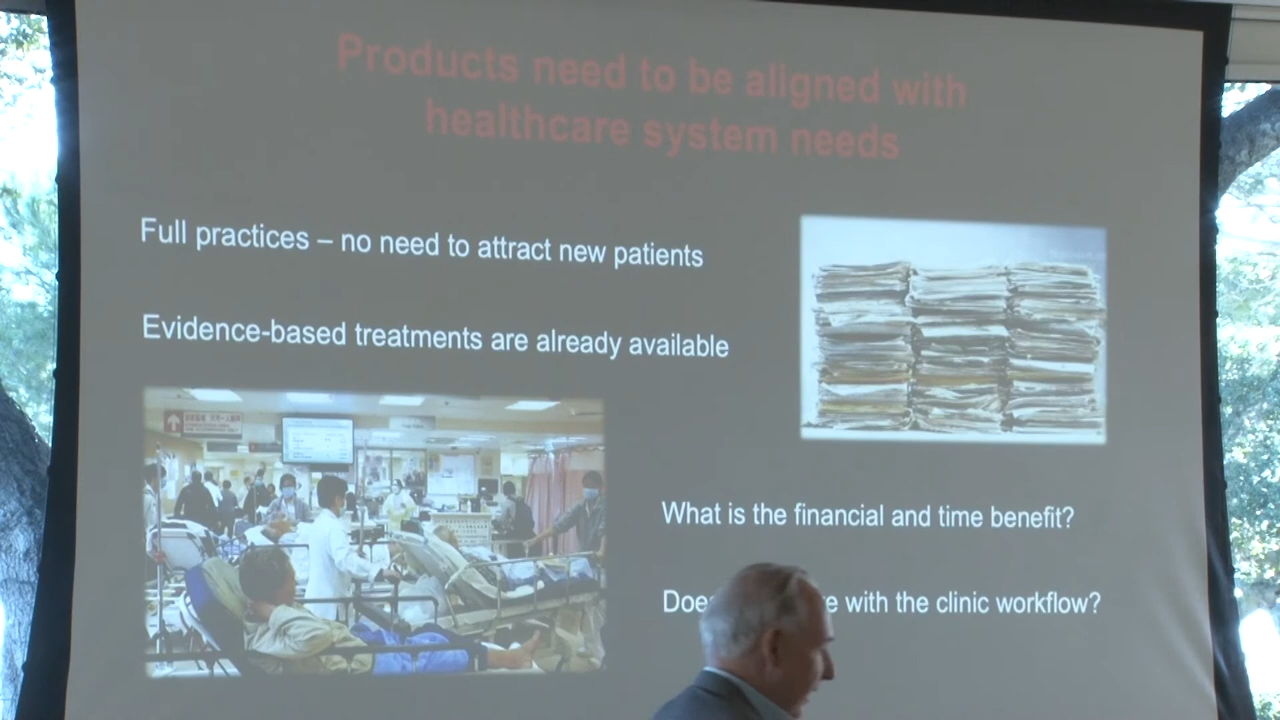 Products need to be aligned with
healthcare system needs
Full practices – no need to attract new patients
Evidence-based treatments are already available
What is the financial and time benefit?
with the clinic workflow?